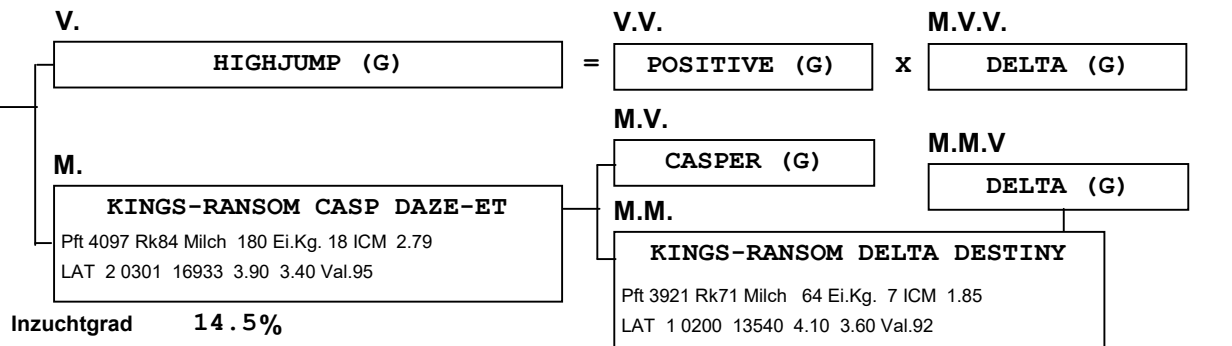 V. V.V. M.V.V.
HIGHJUMP (G) = POSITIVE (G) X DELTA (G)
M.V.
CASPER (G)
M.M.V
DELTA (G)
M.
KINGS-RANSOM CASP DAZE-ET
Pft 4097 Rk84 Milch 180 Ei.Kg. 18 ICM 2.79
LAT 2 0301 16933 3.90 3.40 Val.95
M.M.
KINGS-RANSOM DELTA DESTINY
Pft 3921 Rk71 Milch 64 Ei.Kg. 7 ICM 1.85
LAT 1 0200 13540 4.10 3.60 Val.92
Inzuchtgrad 14.5%